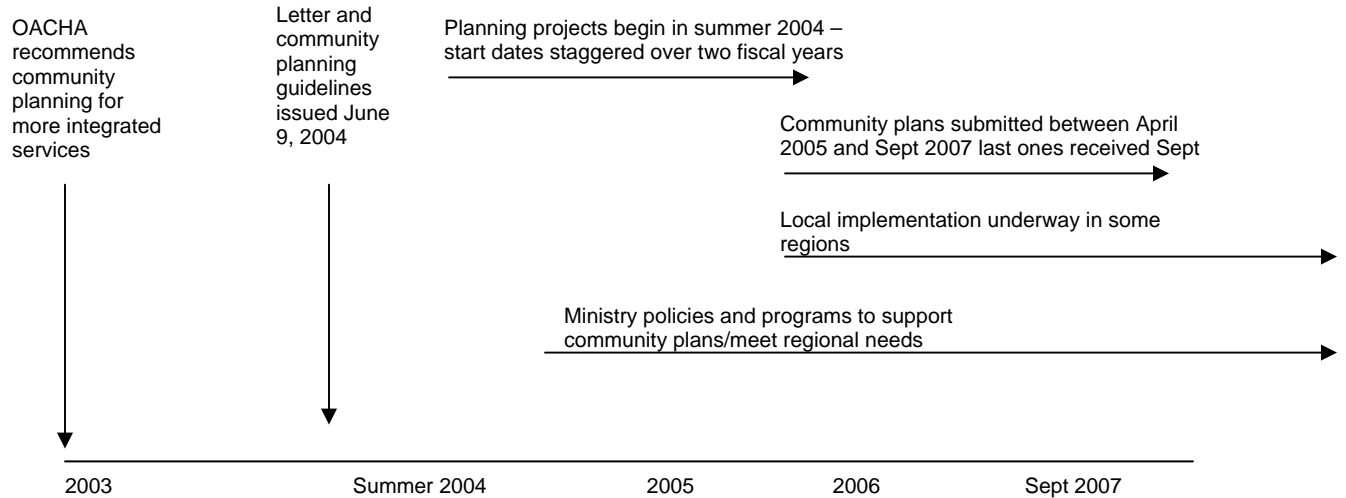 OACHA
recommends
community
planning for
more integrated
services
Letter and
community
planning
guidelines
issued June
9, 2004
Planning projects begin in summer 2004 –
start dates staggered over two fiscal years
Community plans submitted between April
2005 and Sept 2007 last ones received Sept
Local implementation underway in some
regions
Ministry policies and programs to support
community plans/meet regional needs
2003 Summer 2004 2005 2006 Sept 2007